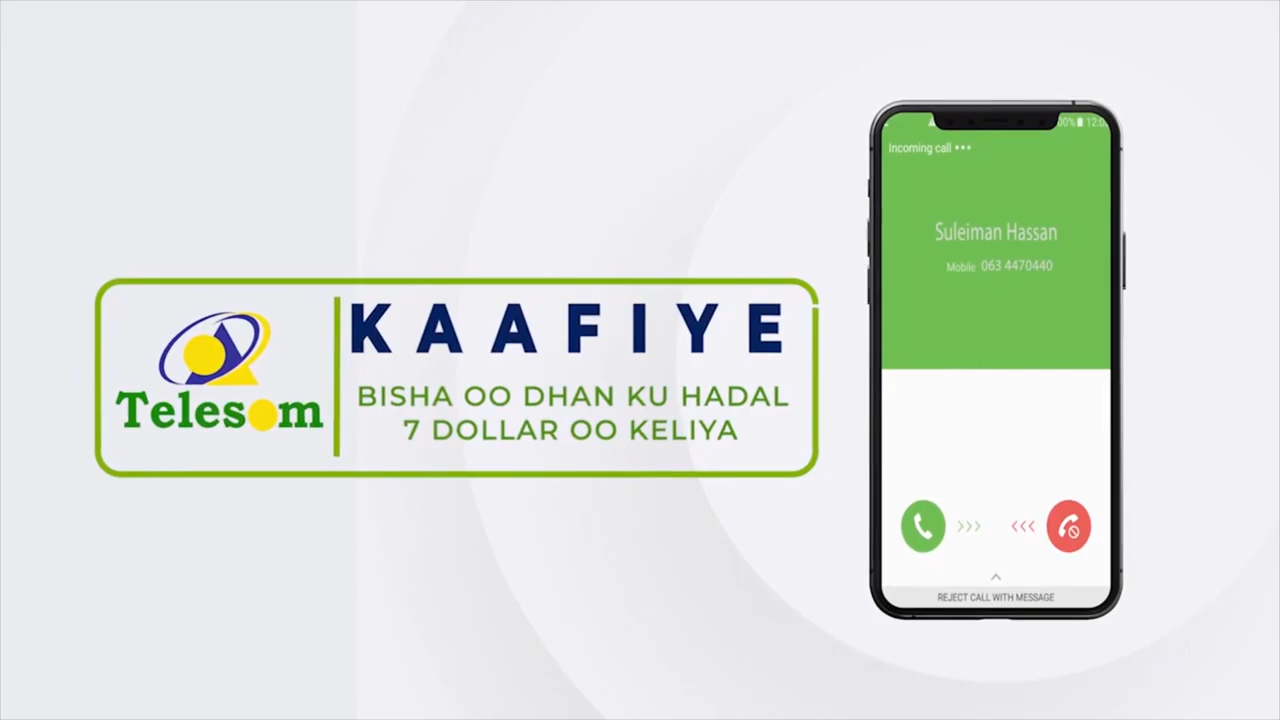 Telesom
KAAFIYE
BISHA OO DHAN KU HADAL
7 DOLLAR OO KELIYA
Incoming call •••
Suleiman Hassan
Mobile 063 4470440
REJECT CALL WITH MESSAGE